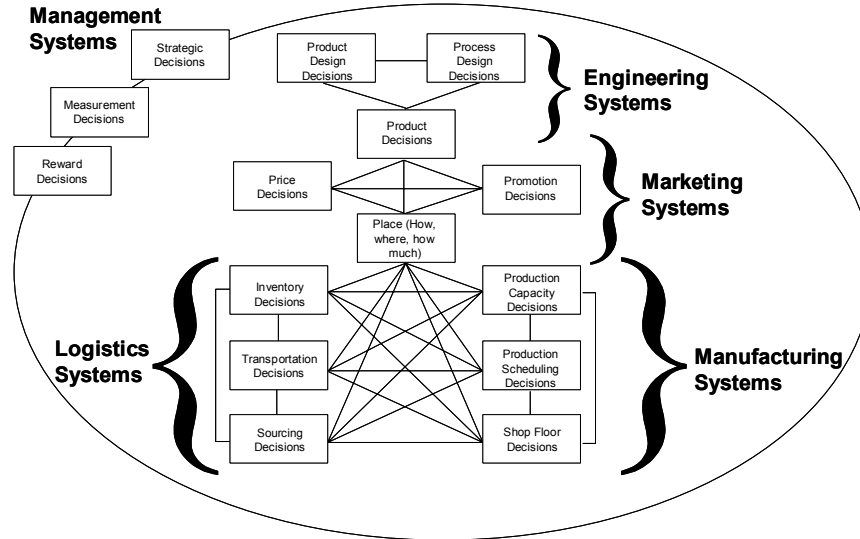 Management
Systems
Strategic
Decisions
Measurement
Decisions
Reward
Decisions
Product
Design
Decisions
Process
Design
Decisions
Engineering
Systems
Product
Decisions
Price
Decisions
Promotion
Decisions
Marketing
Systems
Place (How,
where, how
much)
Inventory
Decisions
Production
Capacity
Decisions
Logistics
Systems
Transportation
Decisions
Production
Scheduling
Decisions
Manufacturing
Systems
Sourcing
Decisions
Shop Floor
Decisions